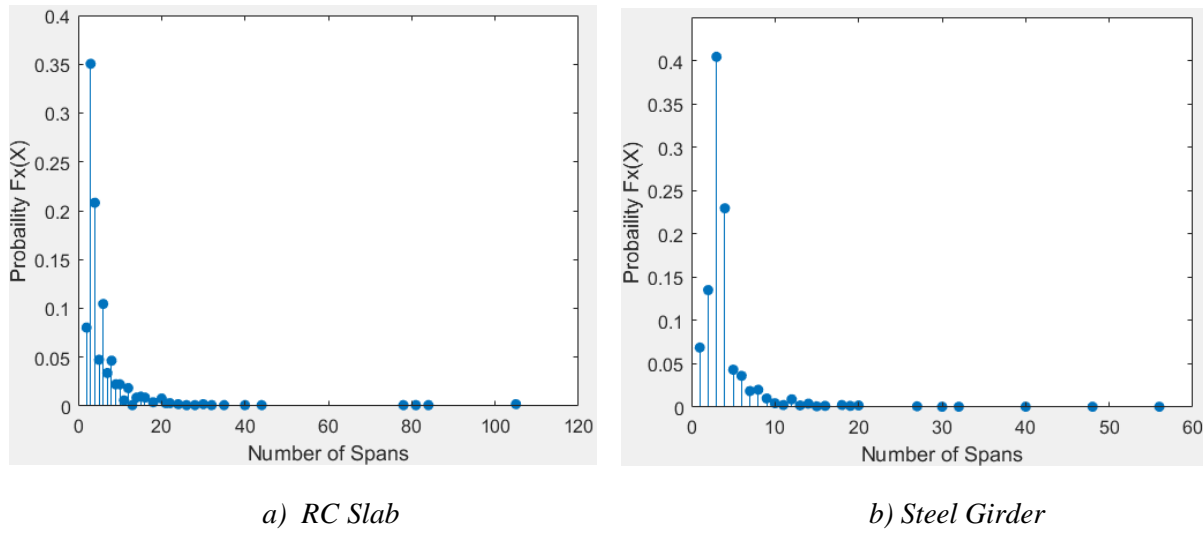 0.4
0.35
0.3
0.25
0.2
0.15
0.1
0.05
0
Probaility Fx(X)
0 20 40 60 80 100 120
Number of Spans
0.4
0.35
0.3
0.25
0.2
0.15
0.1
0.05
0
Probaility Fx(X)
0 10 20 30 40 50 60
Number of Spans
a) RC Slab
b) Steel Girder